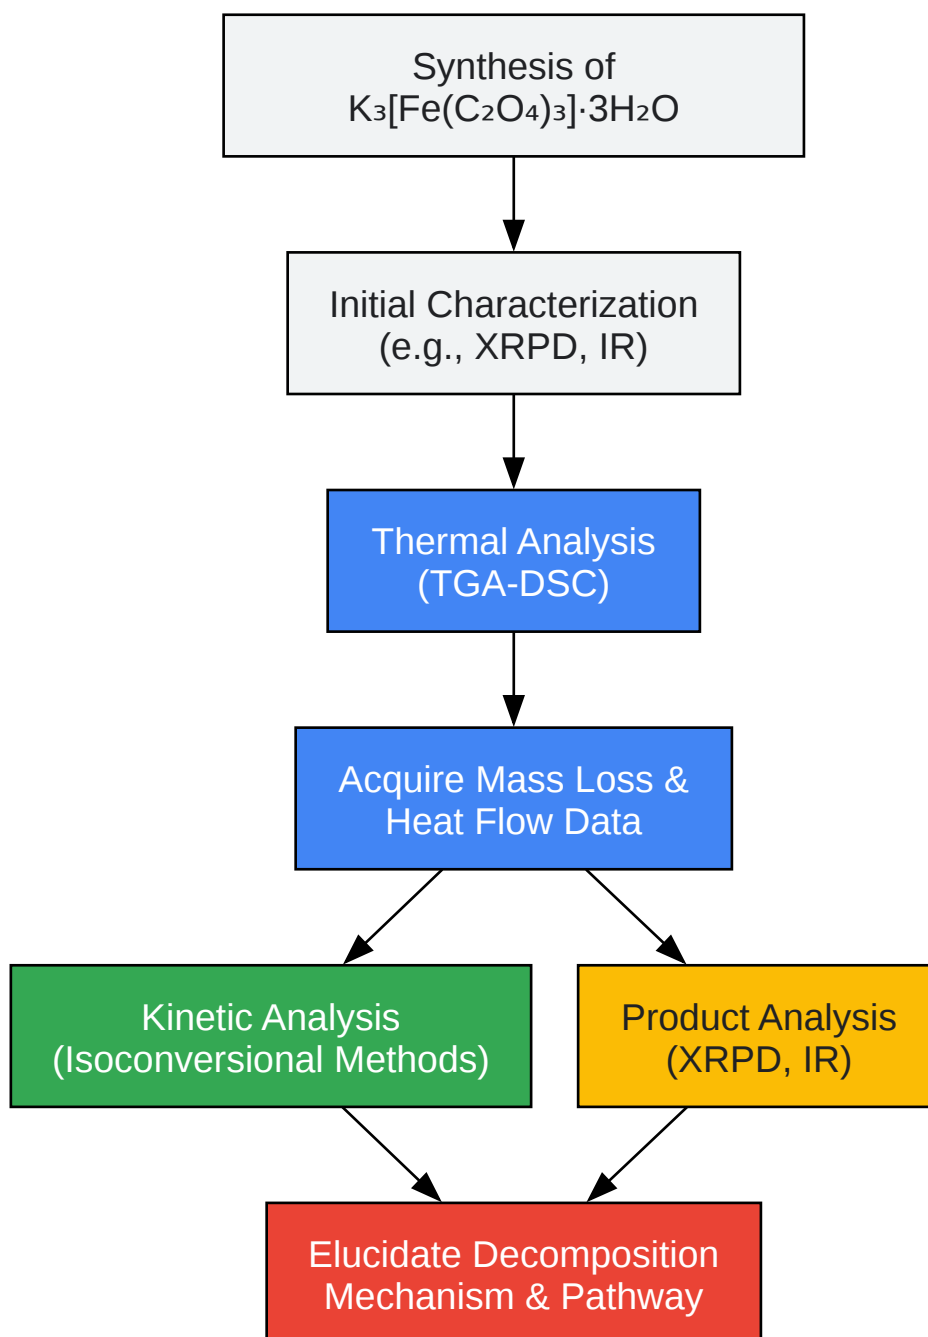 Synthesis of
K₃[Fe(C₂O₄)₃]·3H₂O
Initial Characterization
(e.g., XRPD, IR)
Thermal Analysis
(TGA-DSC)
Acquire Mass Loss &
Heat Flow Data
Kinetic Analysis
(Isoconversional Methods)
Product Analysis
(XRPD, IR)
Elucidate Decomposition
Mechanism & Pathway